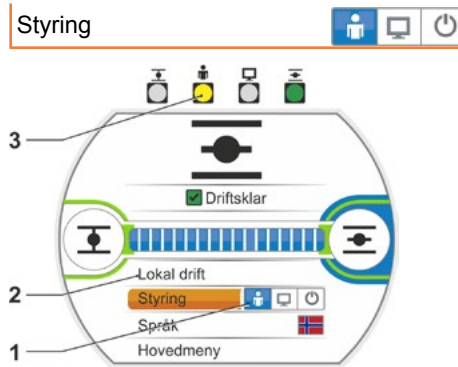 Styring
3
Driftsklar
2
Lokal drift
Styring
Språk
1
Hovedmeny